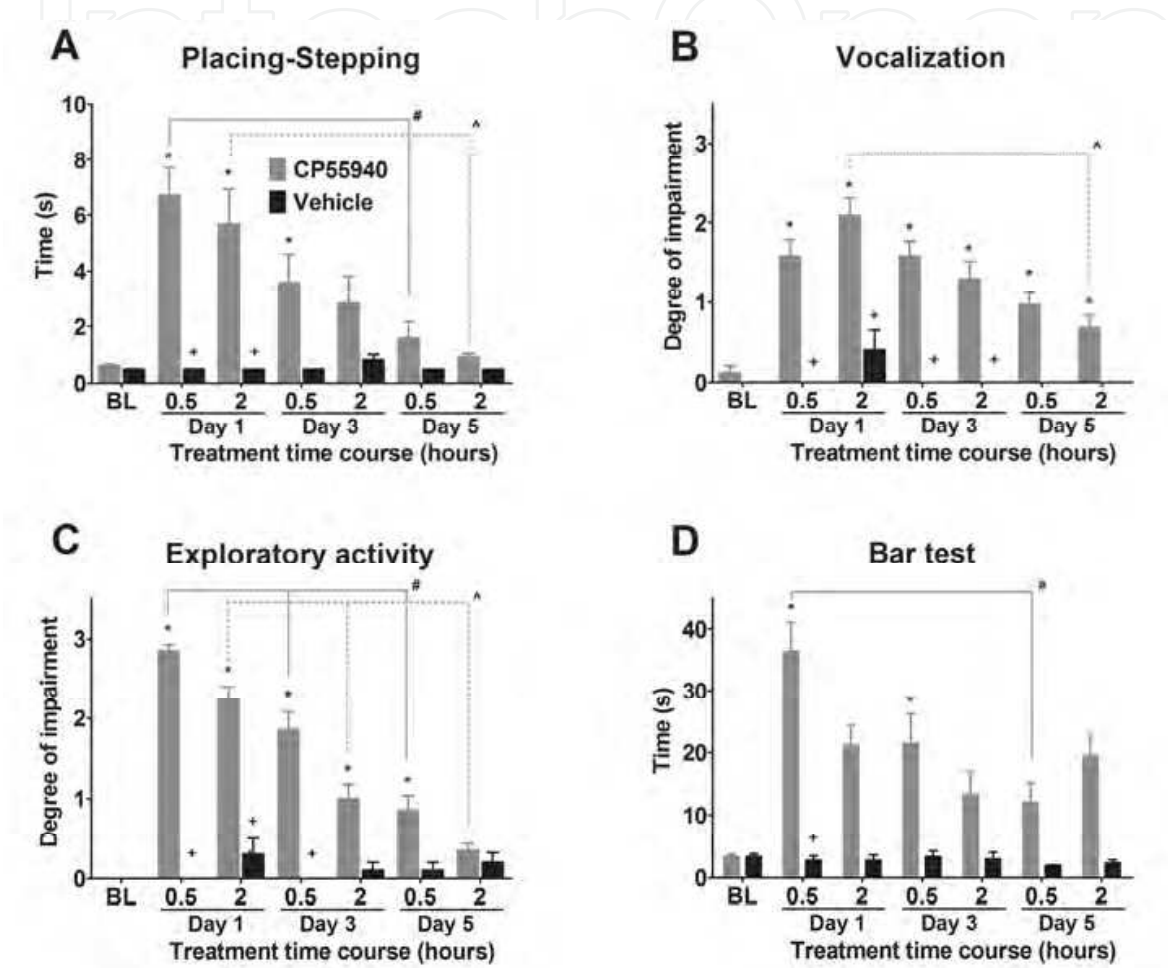 A
Placing-Stepping
10
8
6
4
2
0
Time (s)
# ^
* *
CP55940
Vehicle
*
+ +
BL 0.5 2 0.5 2 0.5 2
Day 1 Day 3 Day 5
Treatment time course (hours)
B
Vocalization
3
2
1
0
Degree of impairment
^
* * * * * *
+ + + +
BL 0.5 2 0.5 2 0.5 2
Day 1 Day 3 Day 5
Treatment time course (hours)
C
Exploratory activity
3
2
1
0
Degree of impairment
# ^
* * * * *
+ + +
BL 0.5 2 0.5 2 0.5 2
Day 1 Day 3 Day 5
Treatment time course (hours)
D
Bar test
40
30
20
10
0
Time (s)
*
+
BL 0.5 2 0.5 2 0.5 2
Day 1 Day 3 Day 5
Treatment time course (hours)